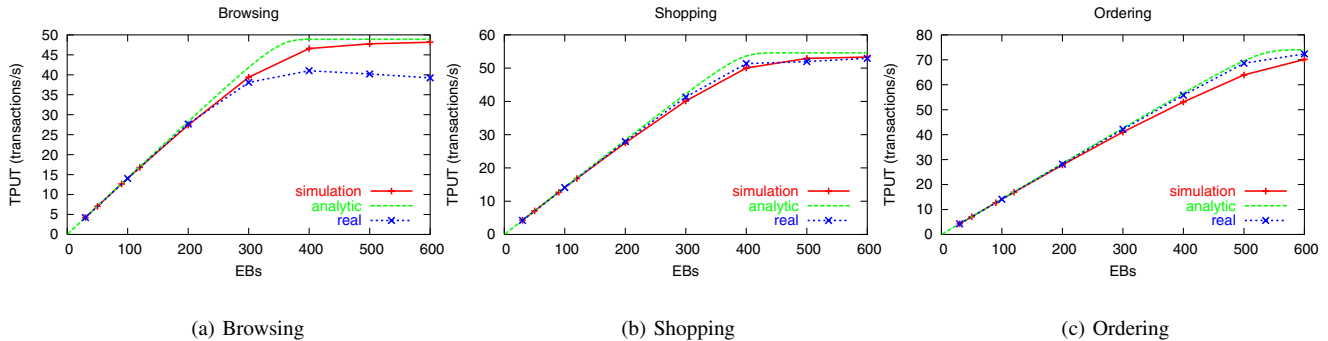 Browsing
TPUT (transactions/s)
50
45
40
35
30
25
20
15
10
5
0
0 100 200 300 400 500 600
EBs
simulation
analytic
real
(a) Browsing
Shopping
TPUT (transactions/s)
60
50
40
30
20
10
0
0 100 200 300 400 500 600
EBs
simulation
analytic
real
(b) Shopping
Ordering
TPUT (transactions/s)
80
70
60
50
40
30
20
10
0
0 100 200 300 400 500 600
EBs
simulation
analytic
real
(c) Ordering